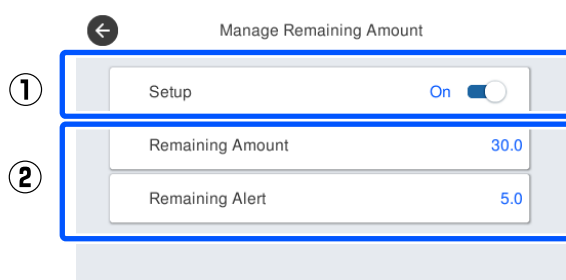 Manage Remaining Amount
① Setup On
② Remaining Amount 30.0
Remaining Alert 5.0